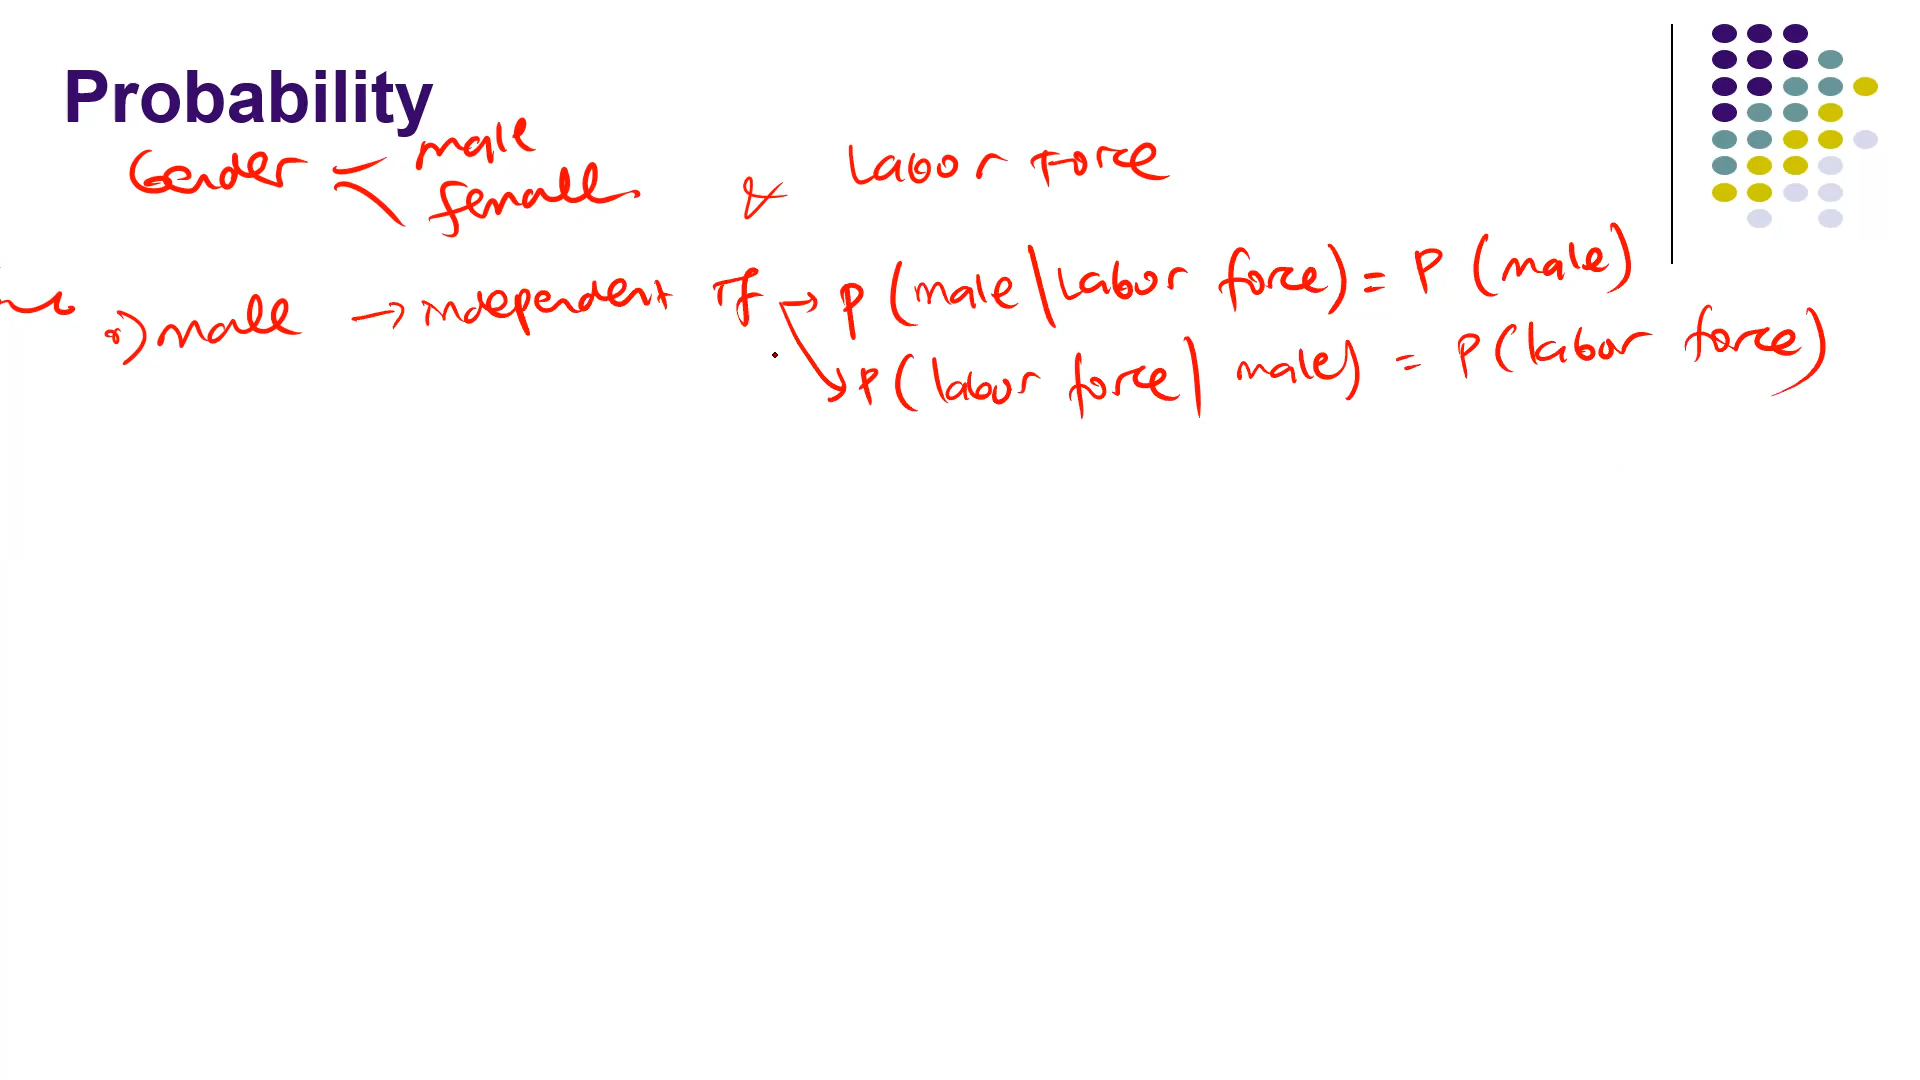 Probability
Gender male female & Labor Force
male → independent if → P (male | Labor force) = P (male)
P (labor force | male) = P (labor force)